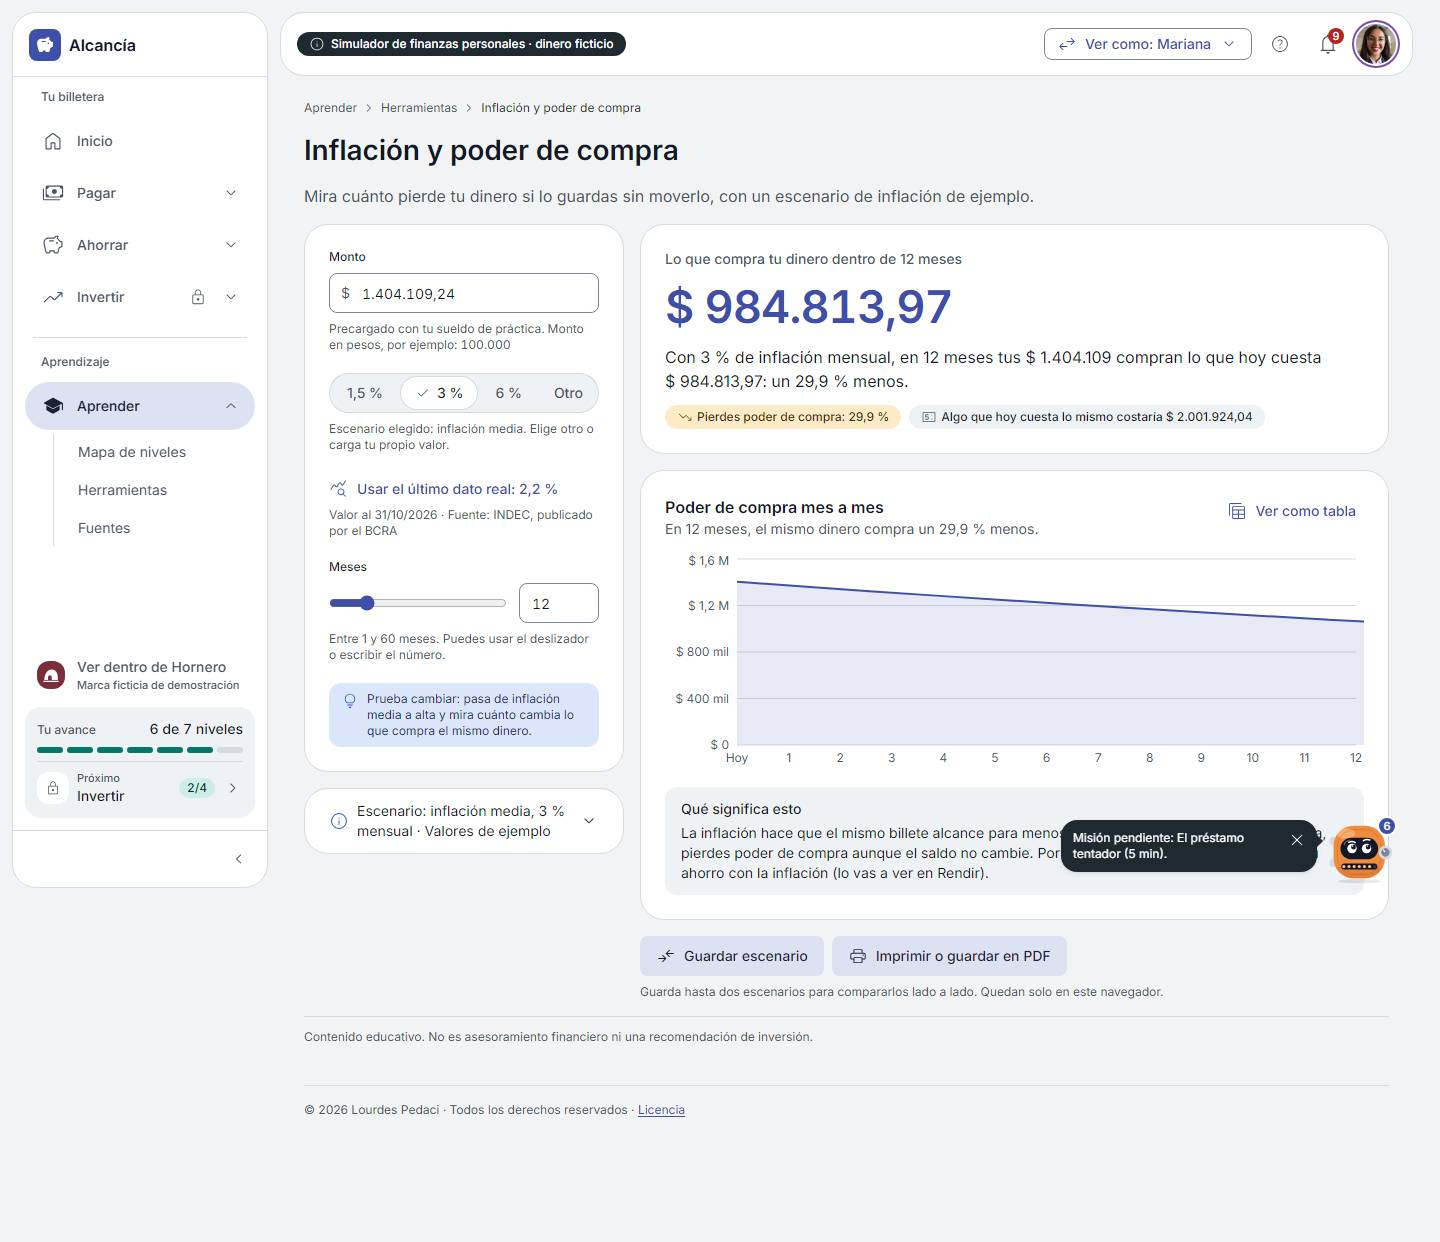 Alcancía
Tu billetera
Inicio
Pagar
Ahorrar
Invertir
Aprendizaje
Aprender
Mapa de niveles
Herramientas
Fuentes
Ver dentro de Hornero
Marca ficticia de demostración
Tu avance 6 de 7 niveles
Próximo
Invertir
2/4
Simulador de finanzas personales · dinero ficticio
Ver como: Mariana
9
Aprender > Herramientas > Inflación y poder de compra
Inflación y poder de compra
Mira cuánto pierde tu dinero si lo guardas sin moverlo, con un escenario de inflación de ejemplo.
Monto
$ 1.404.109,24
Precargado con tu sueldo de práctica. Monto
en pesos, por ejemplo: 100.000
1,5 % 3 % 6 % Otro
Escenario elegido: inflación media. Elige otro o
carga tu propio valor.
Usar el último dato real: 2,2 %
Valor al 31/10/2026 · Fuente: INDEC, publicado
por el BCRA
Meses
12
Entre 1 y 60 meses. Puedes usar el deslizador
o escribir el número.
Prueba cambiar: pasa de inflación
media a alta y mira cuánto cambia lo
que compra el mismo dinero.
Escenario: inflación media, 3 %
mensual · Valores de ejemplo
Lo que compra tu dinero dentro de 12 meses
$ 984.813,97
Con 3 % de inflación mensual, en 12 meses tus $ 1.404.109 compran lo que hoy cuesta
$ 984.813,97: un 29,9 % menos.
Pierdes poder de compra: 29,9 %
Algo que hoy cuesta lo mismo costaría $ 2.001.924,04
Poder de compra mes a mes
En 12 meses, el mismo dinero compra un 29,9 % menos.
Ver como tabla
$ 1,6 M
$ 1,2 M
$ 800 mil
$ 400 mil
$ 0
Hoy 1 2 3 4 5 6 7 8 9 10 11 12
Qué significa esto
La inflación hace que el mismo billete alcance para menos
pierdes poder de compra aunque el saldo no cambie. Por
ahorro con la inflación (lo vas a ver en Rendir).
Misión pendiente: El préstamo
tentador (5 min).
6
Guardar escenario
Imprimir o guardar en PDF
Guarda hasta dos escenarios para compararlos lado a lado. Quedan solo en este navegador.
Contenido educativo. No es asesoramiento financiero ni una recomendación de inversión.
© 2026 Lourdes Pedaci · Todos los derechos reservados · Licencia